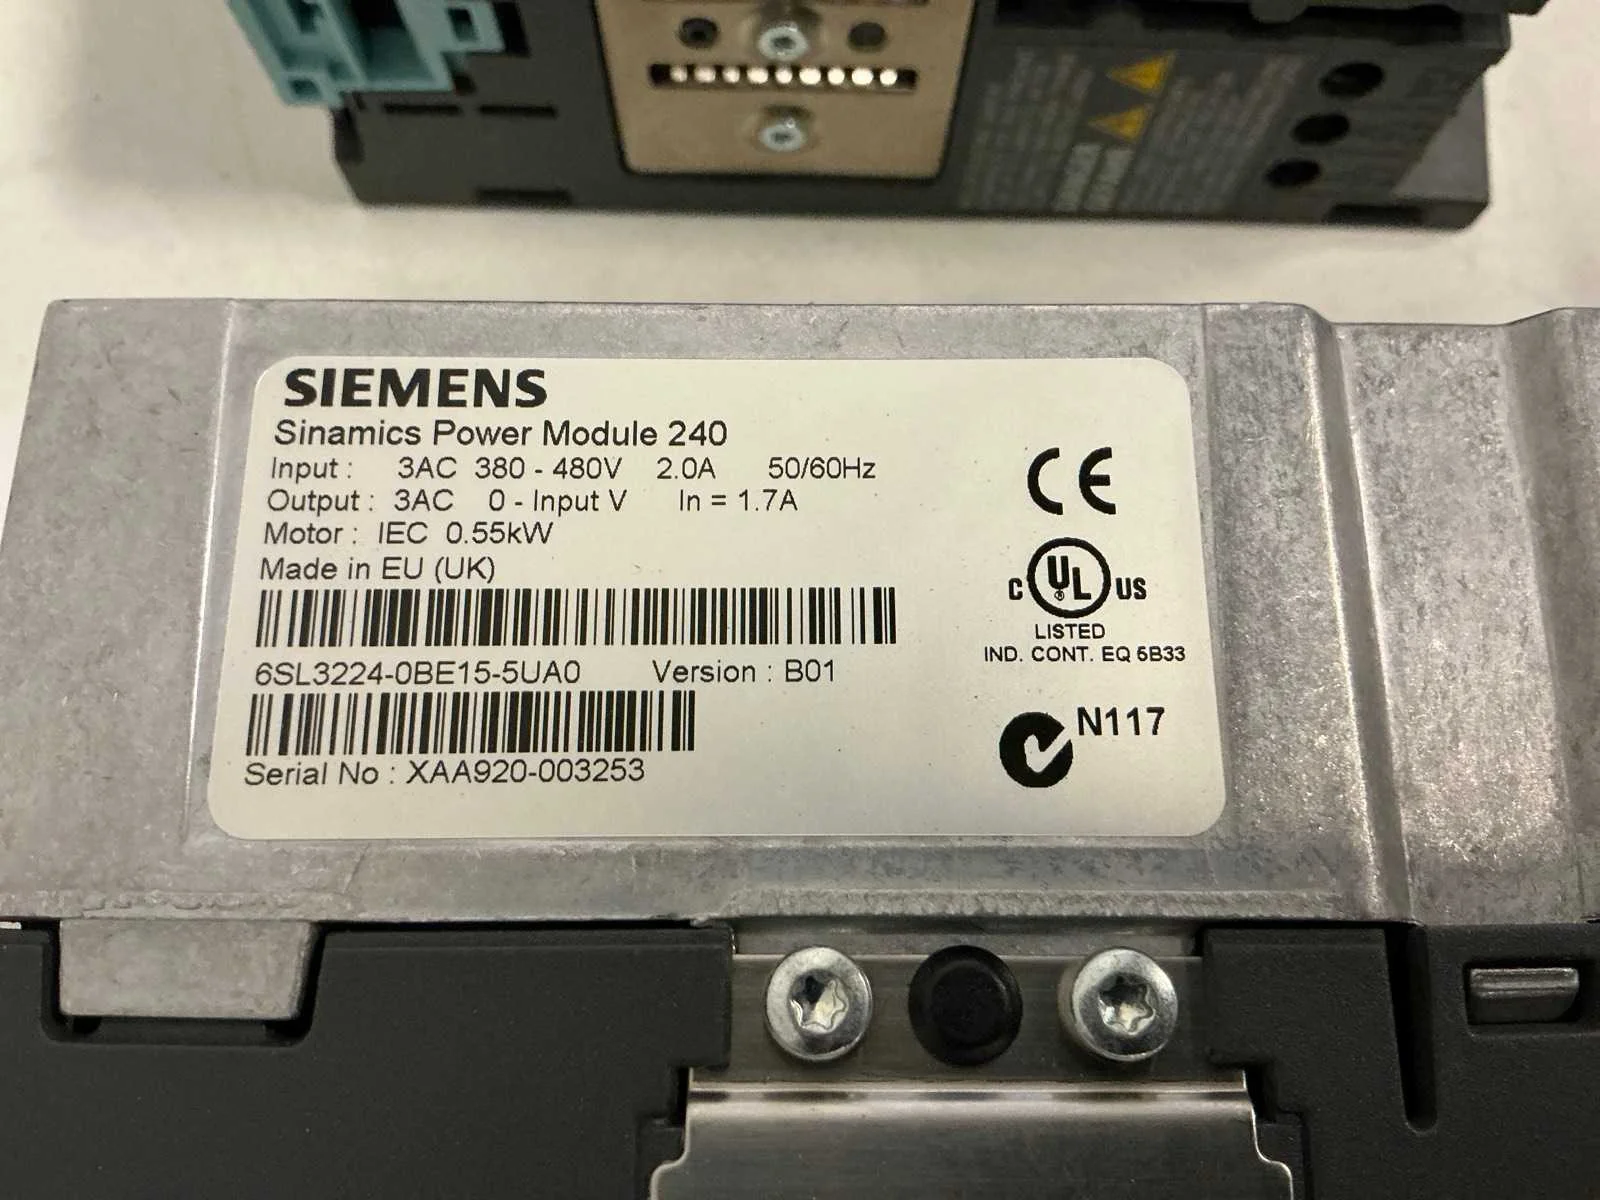 SIEMENS
Sinamics Power Module 240
Input : 3AC 380 - 480V 2.0A 50/60Hz
Output : 3AC 0 - Input V In = 1.7A
Motor : IEC 0.55kW
Made in EU (UK)
6SL3224-0BE15-5UA0 Version : B01
Serial No : XAA920-003253
CE
C UL ® US
LISTED
IND. CONT. EQ 5B33
N117